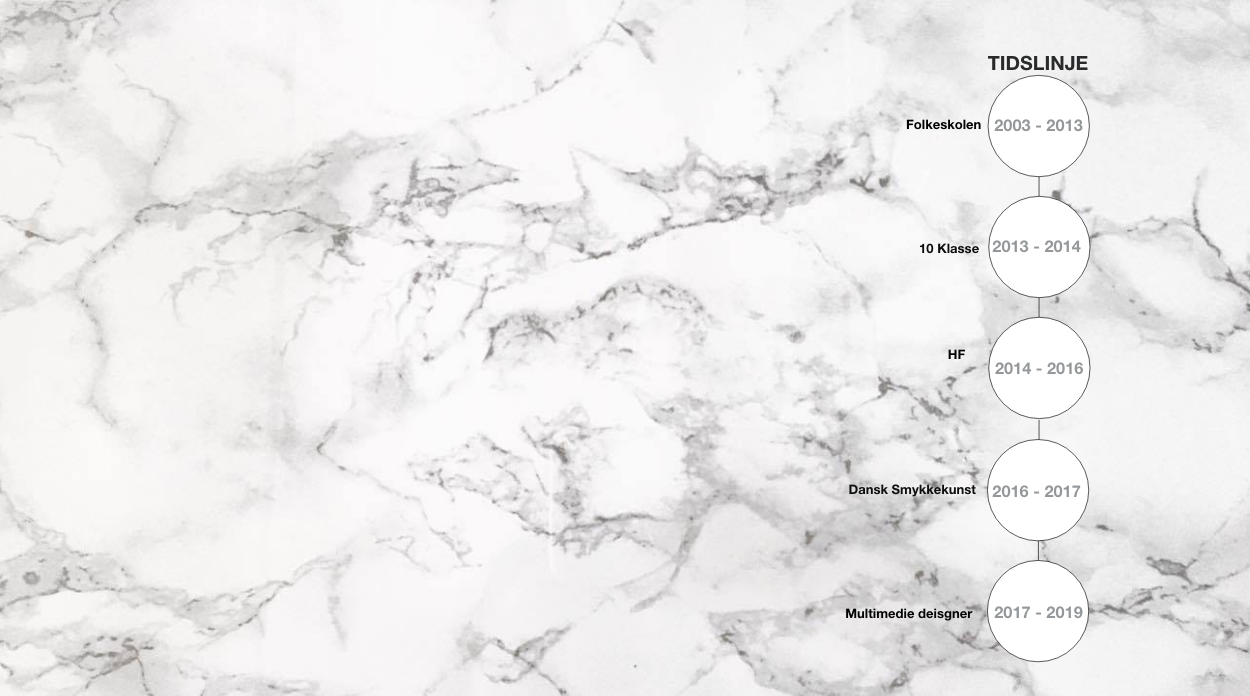 TIDSLINJE
Folkeskolen 2003 - 2013
10 Klasse 2013 - 2014
HF 2014 - 2016
Dansk Smykkekunst 2016 - 2017
Multimedie deisgner 2017 - 2019